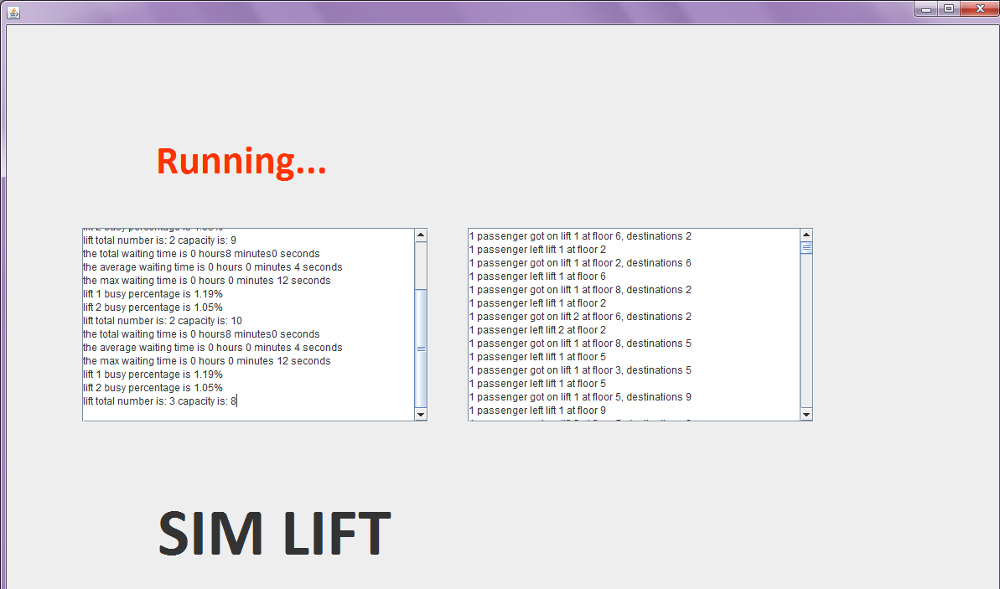 Running...
lift 2 busy percentage is 1.05%
lift total number is: 2 capacity is: 9
the total waiting time is 0 hours8 minutes0 seconds
the average waiting time is 0 hours 0 minutes 4 seconds
the max waiting time is 0 hours 0 minutes 12 seconds
lift 1 busy percentage is 1.19%
lift 2 busy percentage is 1.05%
lift total number is: 2 capacity is: 10
the total waiting time is 0 hours8 minutes0 seconds
the average waiting time is 0 hours 0 minutes 4 seconds
the max waiting time is 0 hours 0 minutes 12 seconds
lift 1 busy percentage is 1.19%
lift 2 busy percentage is 1.05%
lift total number is: 3 capacity is: 8
1 passenger got on lift 1 at floor 6, destinations 2
1 passenger left lift 1 at floor 2
1 passenger got on lift 1 at floor 2, destinations 6
1 passenger left lift 1 at floor 6
1 passenger got on lift 1 at floor 8, destinations 2
1 passenger left lift 1 at floor 2
1 passenger got on lift 2 at floor 6, destinations 2
1 passenger left lift 2 at floor 2
1 passenger got on lift 1 at floor 8, destinations 5
1 passenger left lift 1 at floor 5
1 passenger got on lift 1 at floor 3, destinations 5
1 passenger left lift 1 at floor 5
1 passenger got on lift 1 at floor 5, destinations 9
1 passenger left lift 1 at floor 9
SIM LIFT